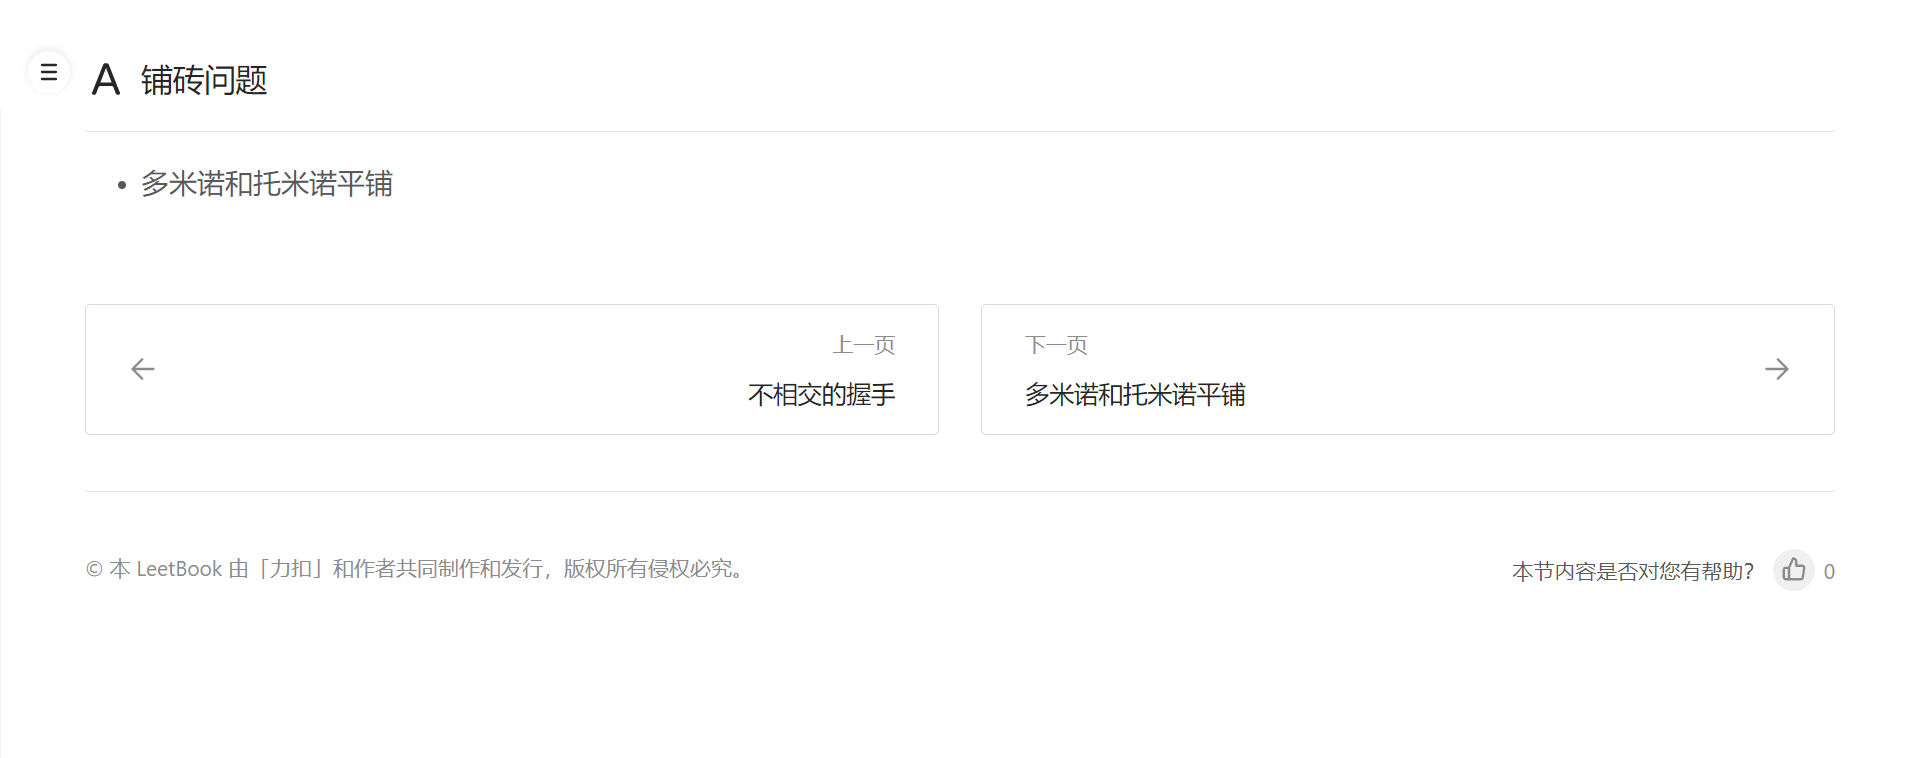 A 铺砖问题
• 多米诺和托米诺平铺
上一页
不相交的握手
下一页
多米诺和托米诺平铺
© 本 LeetBook 由「力扣」和作者共同制作和发行，版权所有侵权必究。
本节内容是否对您有帮助？ 0